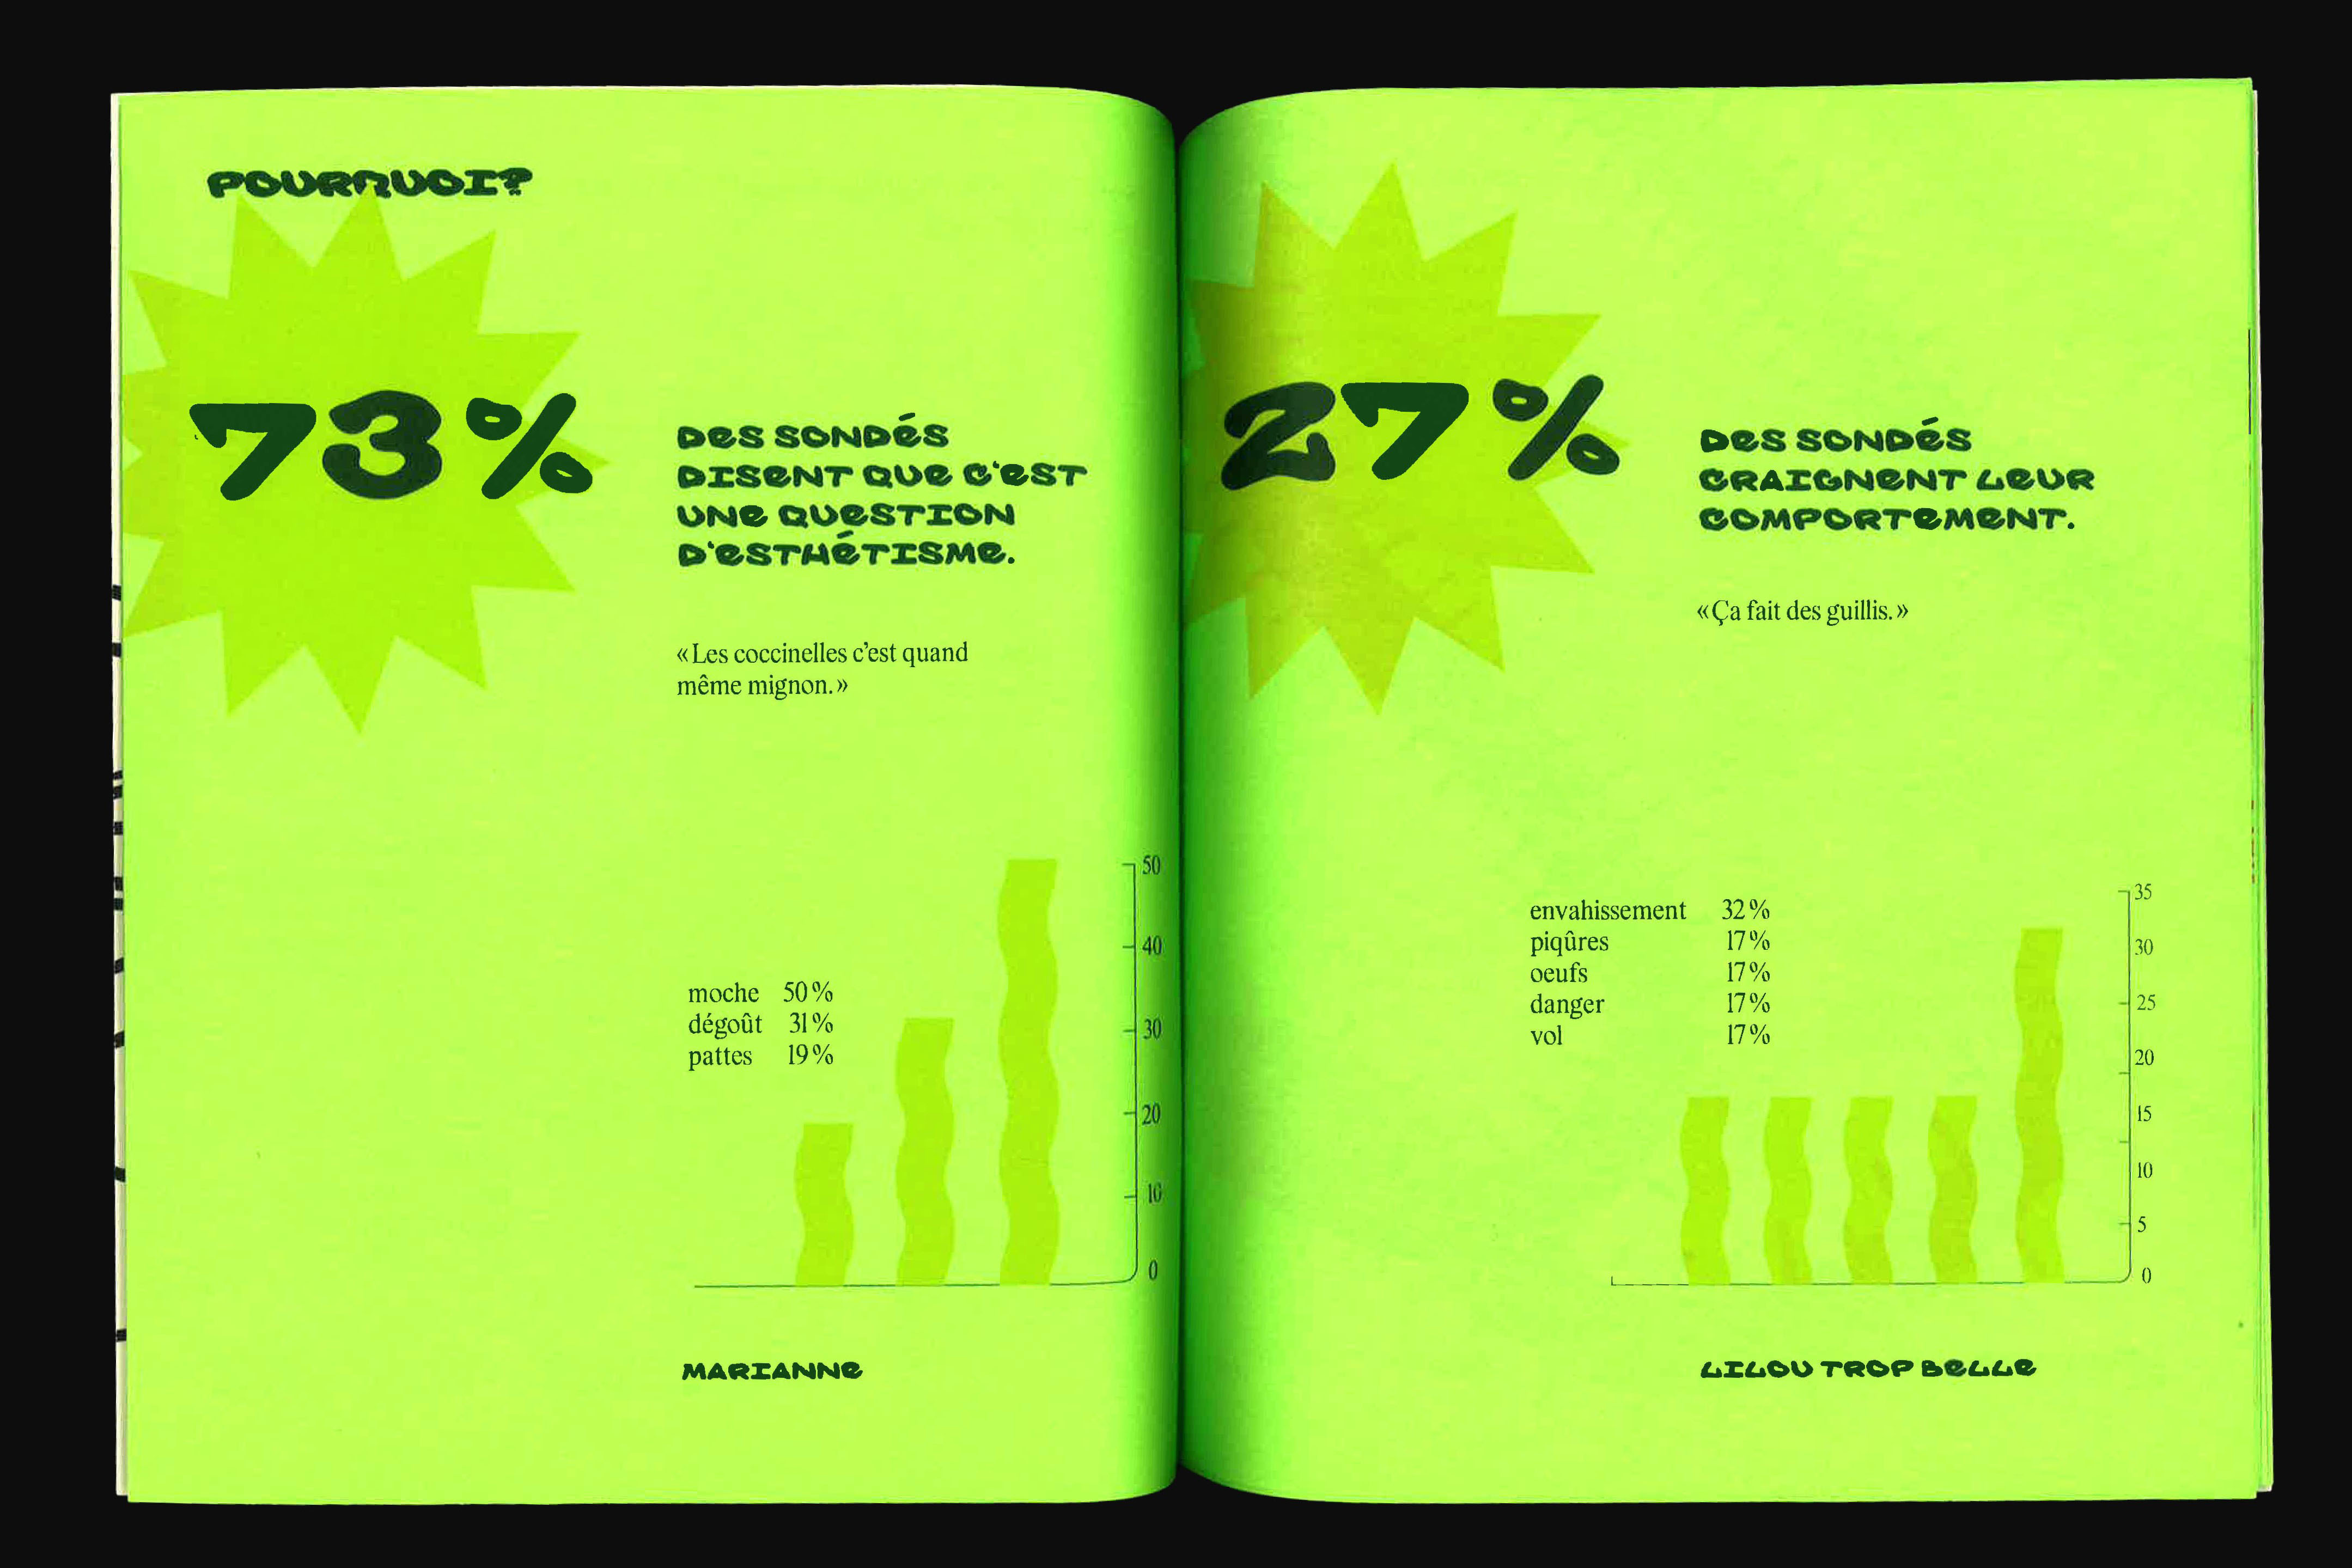 POURQUOI?
73%
DES SONDÉS
DISENT QUE C'EST
UNE QUESTION
D'ESTHÉTISME.
«Les coccinelles c'est quand
même mignon.»
moche 50%
dégoût 31%
pattes 19%
50
40
30
20
10
0
MARIANNE
27%
DES SONDÉS
CRAIGNENT LEUR
COMPORTEMENT.
«Ça fait des guillis.»
envahissement 32%
piqûres 17%
oeufs 17%
danger 17%
vol 17%
35
30
25
20
15
10
5
0
LILOU TROP BELLE